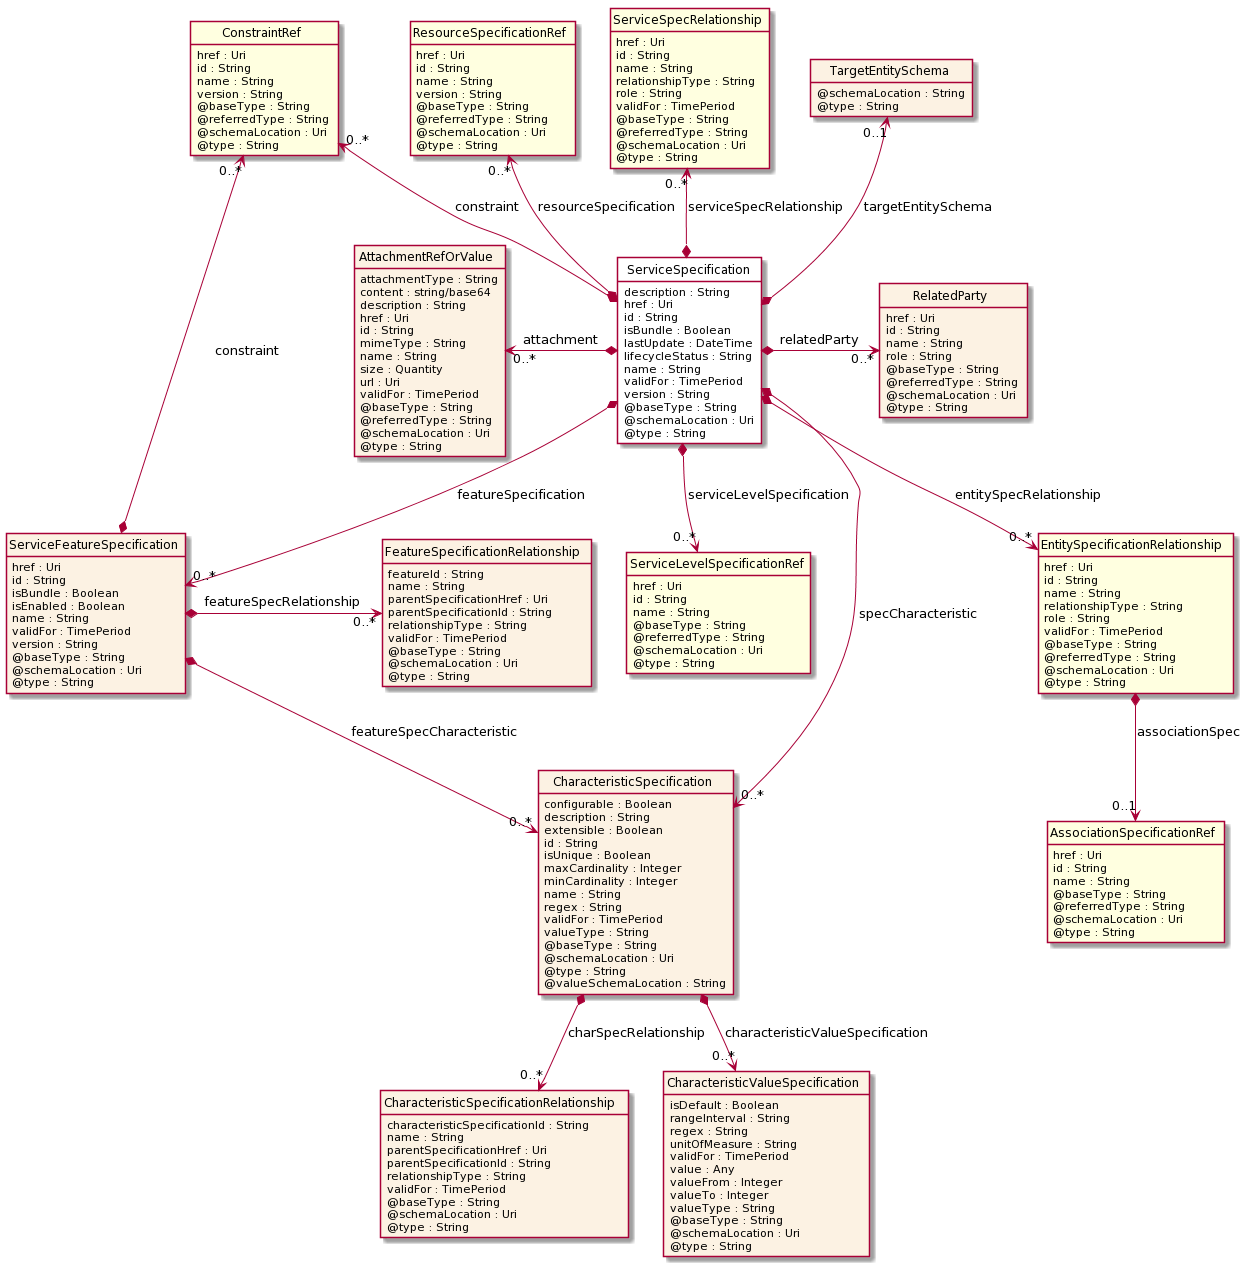 ConstraintRef
href : Uri
id : String
name : String
version : String
@baseType : String
@referredType : String
@schemaLocation : Uri
@type : String
ResourceSpecificationRef
href : Uri
id : String
name : String
version : String
@baseType : String
@referredType : String
@schemaLocation : Uri
@type : String
ServiceSpecRelationship
href : Uri
id : String
name : String
relationshipType : String
role : String
validFor : TimePeriod
@baseType : String
@referredType : String
@schemaLocation : Uri
@type : String
TargetEntitySchema
@schemaLocation : String
@type : String
0..*
0..*
0..*
0..*
0..1
constraint
resourceSpecification
serviceSpecRelationship
targetEntitySchema
AttachmentRefOrValue
attachmentType : String
content : string/base64
description : String
href : Uri
id : String
mimeType : String
name : String
size : Quantity
url : Uri
validFor : TimePeriod
@baseType : String
@referredType : String
@schemaLocation : Uri
@type : String
attachment
0..*
ServiceSpecification
description : String
href : Uri
id : String
isBundle : Boolean
lastUpdate : DateTime
lifecycleStatus : String
name : String
validFor : TimePeriod
version : String
@baseType : String
@schemaLocation : Uri
@type : String
relatedParty
0..*
RelatedParty
href : Uri
id : String
name : String
role : String
@baseType : String
@referredType : String
@schemaLocation : Uri
@type : String
constraint
featureSpecification
serviceLevelSpecification
entitySpecRelationship
0..*
0..*
0..*
ServiceFeatureSpecification
href : Uri
id : String
isBundle : Boolean
isEnabled : Boolean
name : String
validFor : TimePeriod
version : String
@baseType : String
@schemaLocation : Uri
@type : String
featureSpecRelationship
0..*
FeatureSpecificationRelationship
featureId : String
name : String
parentSpecificationHref : Uri
parentSpecificationId : String
relationshipType : String
validFor : TimePeriod
@baseType : String
@schemaLocation : Uri
@type : String
ServiceLevelSpecificationRef
href : Uri
id : String
name : String
@baseType : String
@referredType : String
@schemaLocation : Uri
@type : String
specCharacteristic
EntitySpecificationRelationship
href : Uri
id : String
name : String
relationshipType : String
role : String
validFor : TimePeriod
@baseType : String
@referredType : String
@schemaLocation : Uri
@type : String
featureSpecCharacteristic
associationSpec
0..*
0..*
0..1
CharacteristicSpecification
configurable : Boolean
description : String
extensible : Boolean
id : String
isUnique : Boolean
maxCardinality : Integer
minCardinality : Integer
name : String
regex : String
validFor : TimePeriod
valueType : String
@baseType : String
@schemaLocation : Uri
@type : String
@valueSchemaLocation : String
AssociationSpecificationRef
href : Uri
id : String
name : String
@baseType : String
@referredType : String
@schemaLocation : Uri
@type : String
charSpecRelationship
characteristicValueSpecification
0..*
0..*
CharacteristicSpecificationRelationship
characteristicSpecificationId : String
name : String
parentSpecificationHref : Uri
parentSpecificationId : String
relationshipType : String
validFor : TimePeriod
@baseType : String
@schemaLocation : Uri
@type : String
CharacteristicValueSpecification
isDefault : Boolean
rangeInterval : String
regex : String
unitOfMeasure : String
validFor : TimePeriod
value : Any
valueFrom : Integer
valueTo : Integer
valueType : String
@baseType : String
@schemaLocation : Uri
@type : String